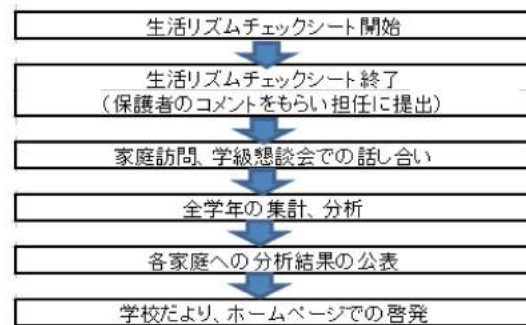 生活リズムチェックシート開始
生活リズムチェックシート終了
（保護者のコメントをもらい担任に提出）
家庭訪問、学級懇談会での話し合い
全学年の集計、分析
各家庭への分析結果の公表
学校だより、ホームページでの啓発